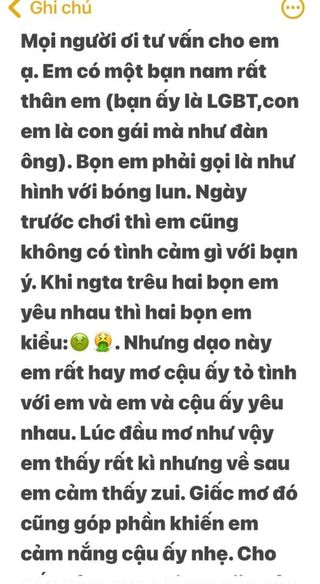 Ghi chú
Mọi người ơi tư vấn cho em
ạ. Em có một bạn nam rất
thân em (bạn ấy là LGBT,con
em là con gái mà như đàn
ông). Bọn em phải gọi là như
hình với bóng lun. Ngày
trước chơi thì em cũng
không có tình cảm gì với bạn
ý. Khi ngta trêu hai bọn em
yêu nhau thì hai bọn em
kiểu:🤢🤮. Nhưng dạo này
em rất hay mơ cậu ấy tỏ tình
với em và em và cậu ấy yêu
nhau. Lúc đầu mơ như vậy
em thấy rất kì nhưng về sau
em cảm thấy zui. Giấc mơ đó
cũng góp phần khiến em
cảm nắng cậu ấy nhẹ. Cho